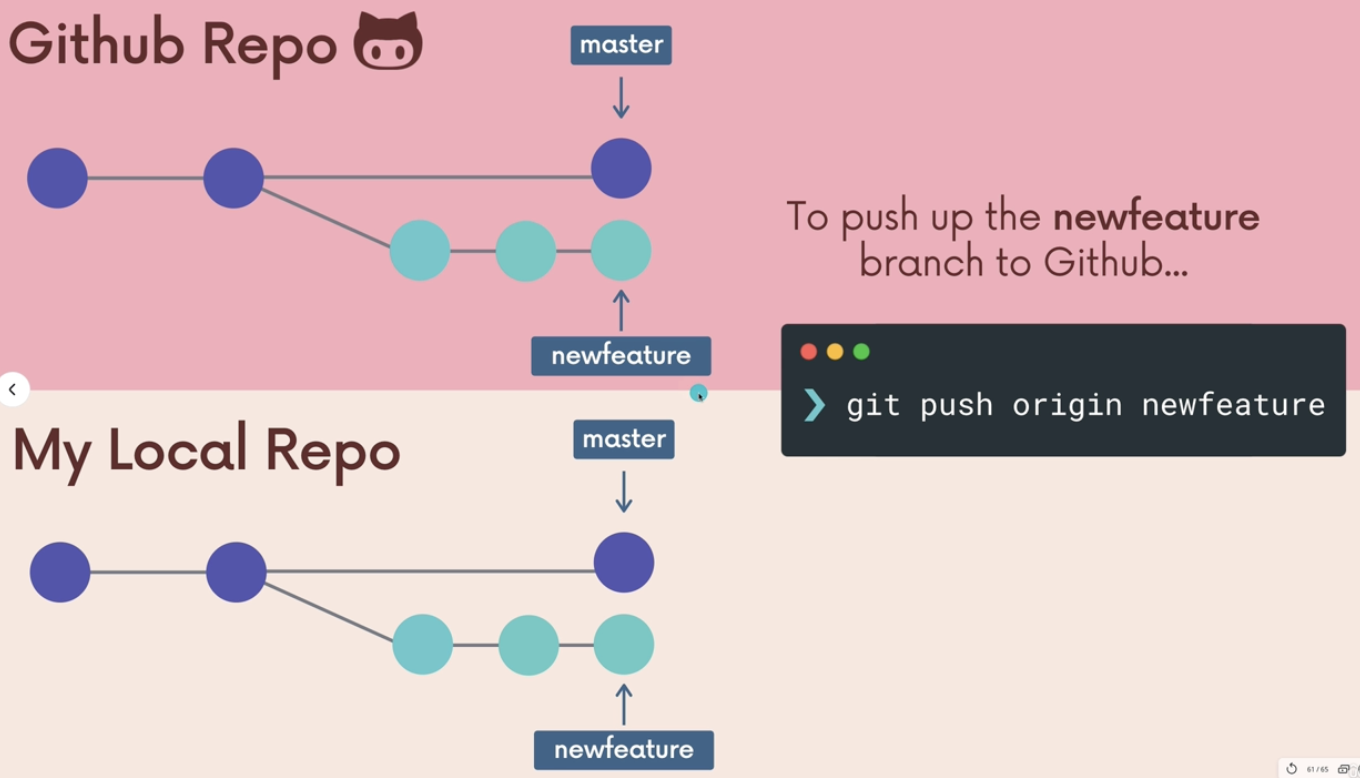 Github Repo
master
newfeature
To push up the newfeature
branch to Github...
❯ git push origin newfeature
My Local Repo
master
newfeature
61 / 65